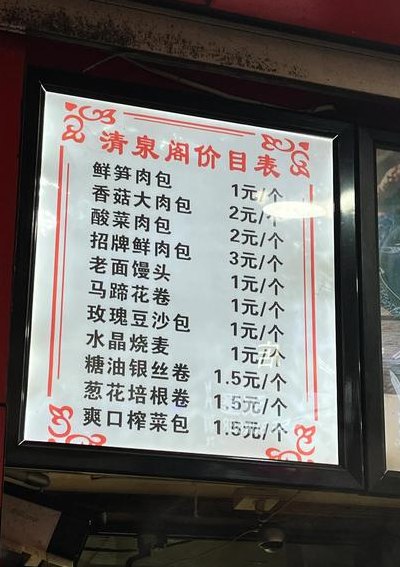 清泉阁价目表
鲜笋肉包 1元/个
香菇大肉包 2元/个
酸菜肉包 2元/个
招牌鲜肉包 3元/个
老面馒头 1元/个
马蹄花卷 1元/个
玫瑰豆沙包 1元/个
水晶烧麦 1元/个
糖油银丝卷 1.5元/个
葱花培根卷 1.5元/个
爽口榨菜包 1.5元/个